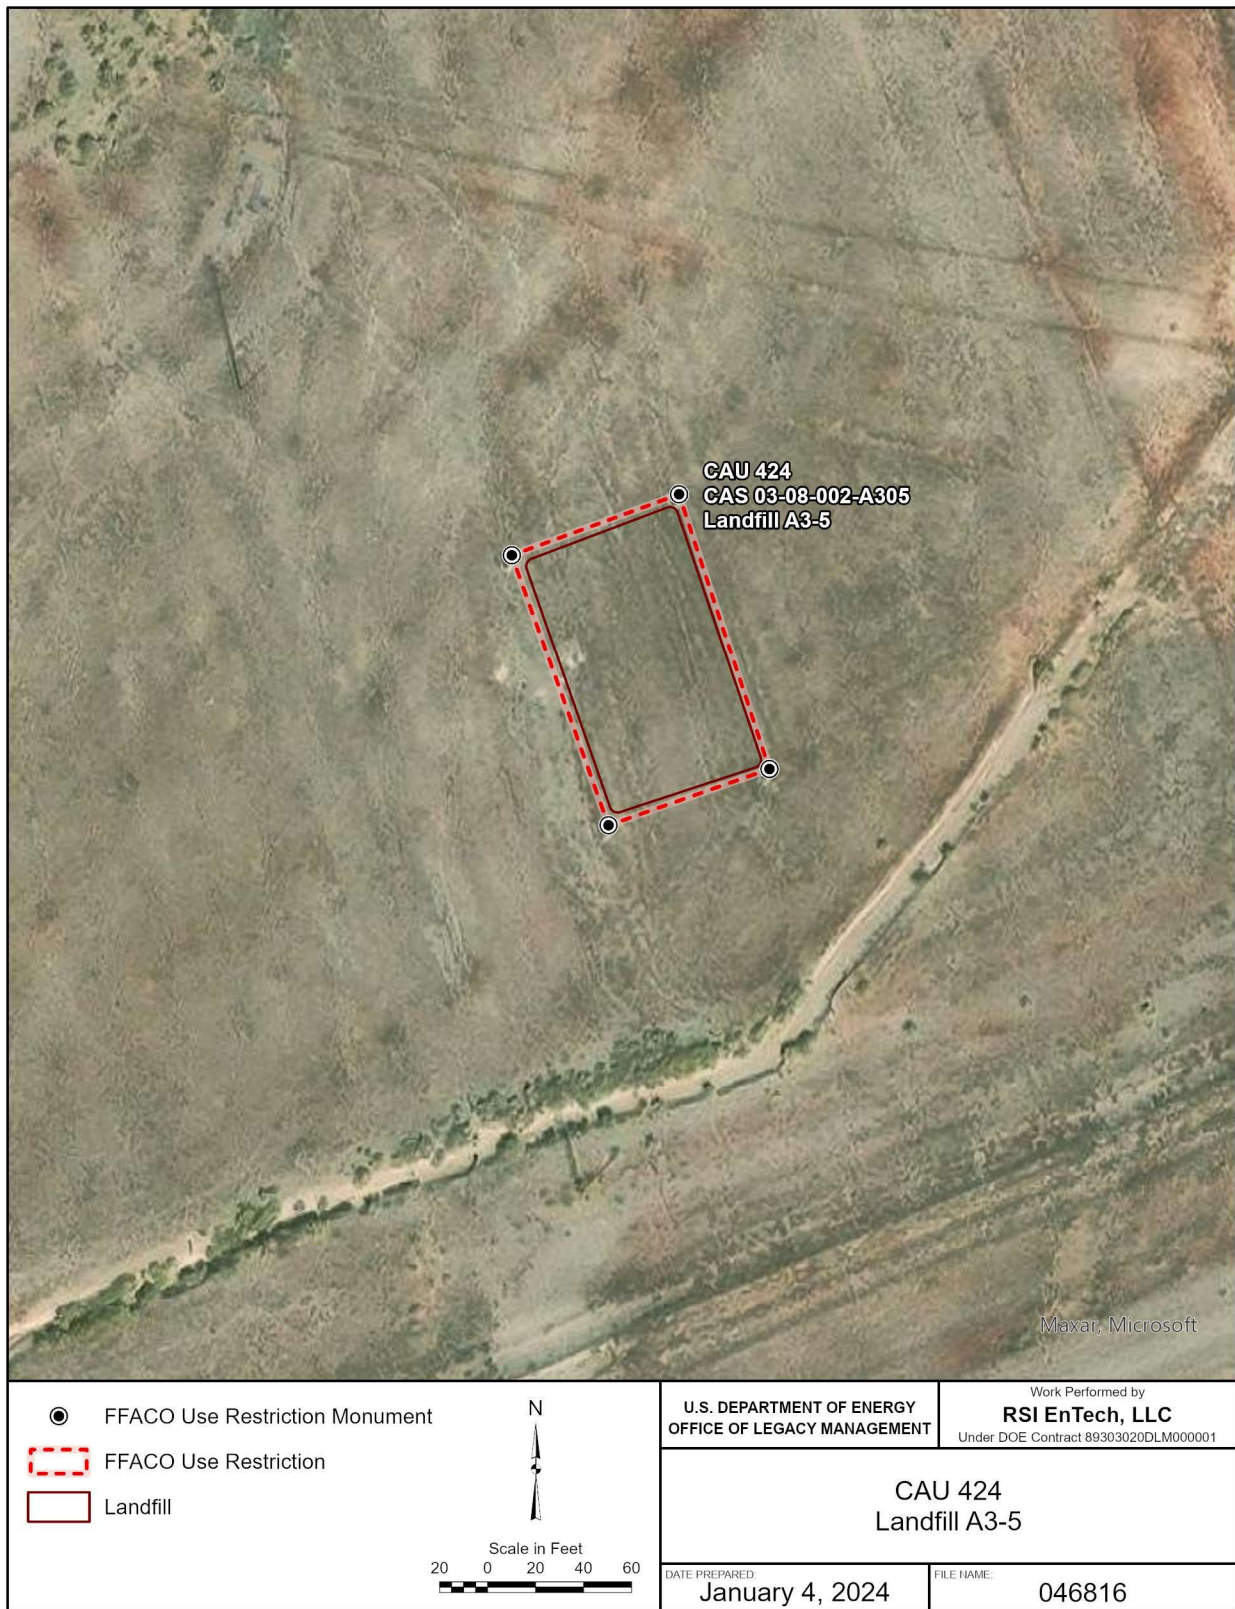 CAU 424
CAS 03-08-002-A305
Landfill A3-5
Maxar, Microsoft
FFACO Use Restriction Monument
FFACO Use Restriction
Landfill
N
Scale in Feet
20 0 20 40 60
U.S. DEPARTMENT OF ENERGY
OFFICE OF LEGACY MANAGEMENT
Work Performed by
RSI EnTech, LLC
Under DOE Contract 89303020DLM000001
CAU 424
Landfill A3-5
DATE PREPARED:
January 4, 2024
FILE NAME:
046816